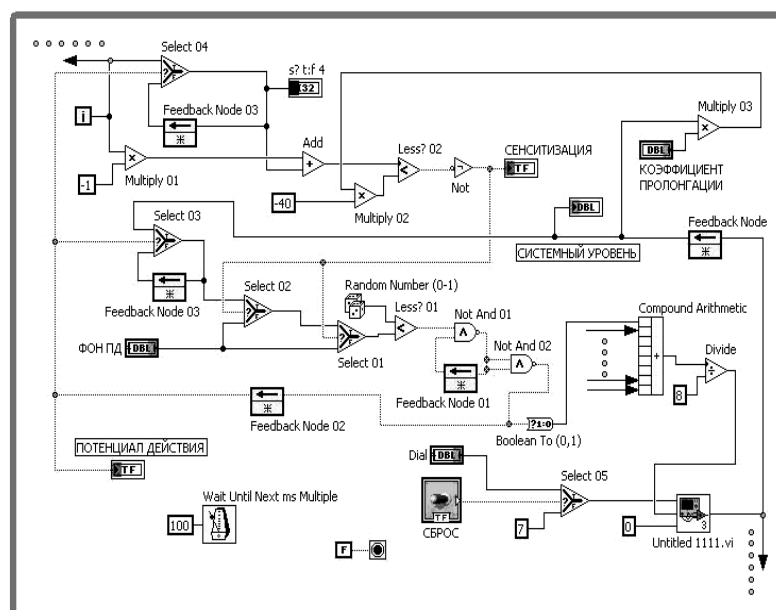 Select 04
s? t:f 4
I32
Feedback Node 03
i
Multiply 03
Add
Less? 02
DBL
СЕНСИТИЗАЦИЯ
КОЭФФИЦИЕНТ
ПРОЛОНГАЦИИ
-1
Multiply 01
TF
Not
-40
Multiply 02
DBL
Select 03
Feedback Node
СИСТЕМНЫЙ УРОВЕНЬ
Random Number (0-1)
Select 02
Feedback Node 03
Less? 01
Not And 01
Compound Arithmetic
Not And 02
Divide
ФОН ПД
DBL
Select 01
Feedback Node 01
8
Feedback Node 02
?1:0
Boolean To (0,1)
ПОТЕНЦИАЛ ДЕЙСТВИЯ
TF
Dial
DBL
Select 05
Wait Until Next ms Multiple
100
TF
СБРОС
7
0
3
Untitled 1111.vi
F